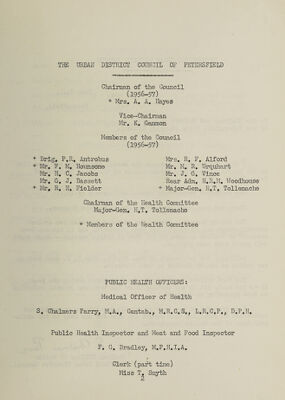 THE URBAN DISTRICT COUNCIL OF PETERSFIELD
Chairman of the Council
(1956-57)
* Mrs. A. A. Hayes
Vice-Chairman
Mr. K. Gammon
Members of the Council
(1956-57)
* Brig. P.R. Antrobus Mrs. H. F. Alford
* Mr. F. M. Bounsome Mr. M. R. Urquhart
Mr. H. C. Jacobs Mr. J. G. Vince
Mr. C. J. Bassett Rear Adm. Woodhouse
* Mr. R. H. Fielder * Major-Gen. H.T. Tollemache
Chairman of the Health Committee
Major-Gen. H.T. Tollemache
* Members of the Health Committee
PUBLIC HEALTH OFFICERS:
Medical Officer of Health
S. Chalmers Parry, M.A., Cantab., M.R.C.S., L.R.C.P., D.P.H.
Public Health Inspector and Meat and Food Inspector
F. G. Bradley, M.P.H.I.A.
Clerk (part time)
Miss T. Smyth